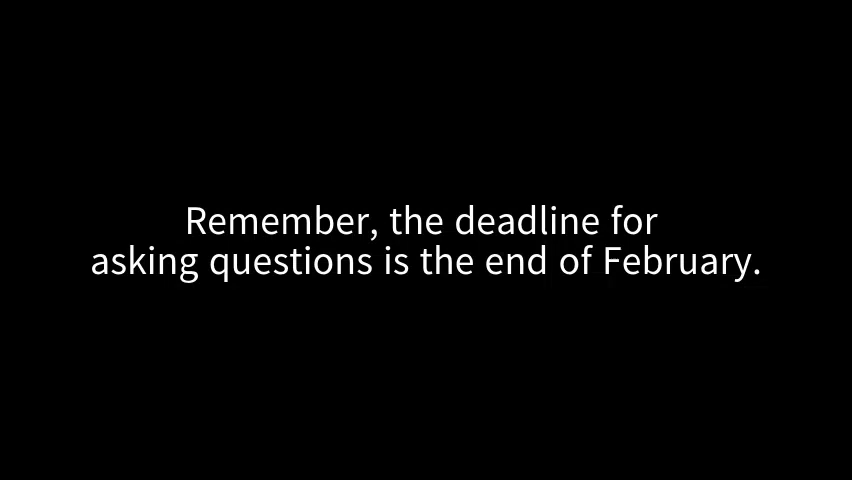 Remember, the deadline for
asking questions is the end of February.